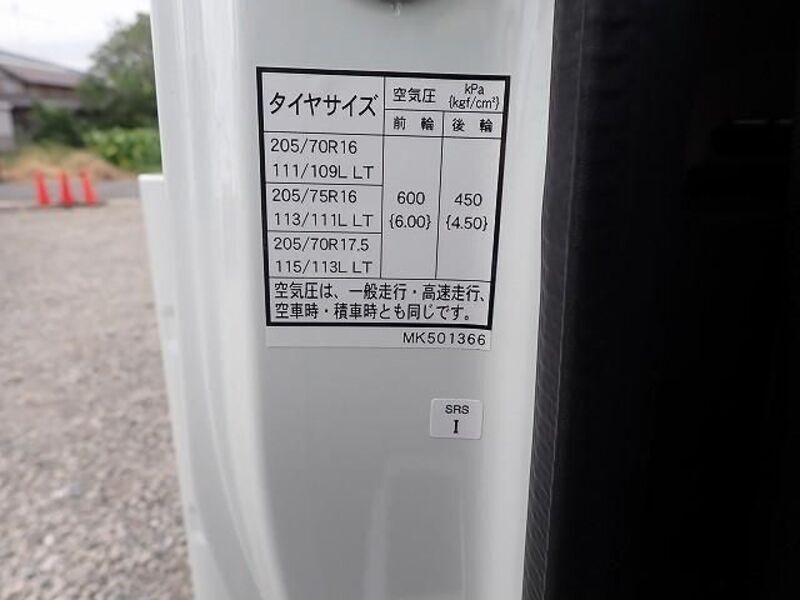 タイヤサイズ 空気圧 kPa {kgf/cm²}
前 輪 後 輪
205/70R16
111/109L LT
205/75R16
113/111L LT
205/70R17.5
115/113L LT
600 {6.00}
450 {4.50}
空気圧は、一般走行・高速走行、
空車時・積車時とも同じです。
MK501366
SRS
I